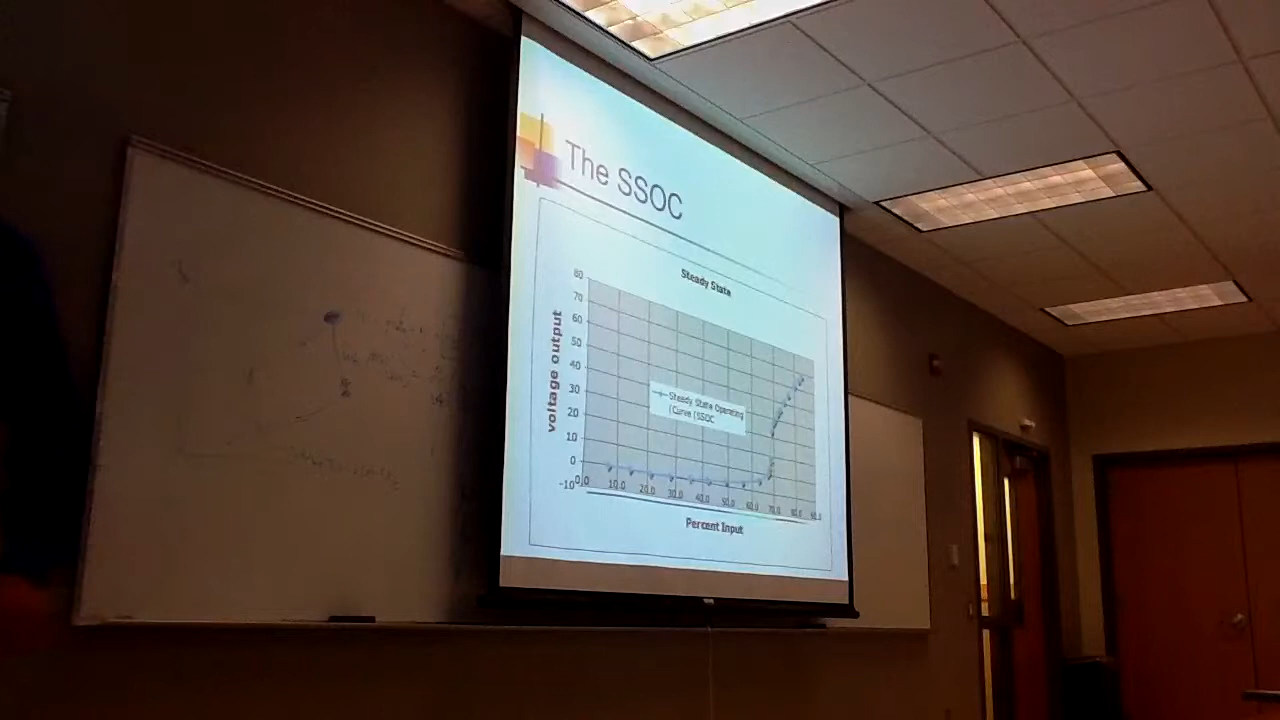 The SSOC
Steady State
voltage output
80
70
60
50
40
30
20
10
0
-10
0.0 10.0 20.0 30.0 40.0 50.0 60.0 70.0 80.0 90.0
Steady State Operating
(Curve (SSOC
Percent Input